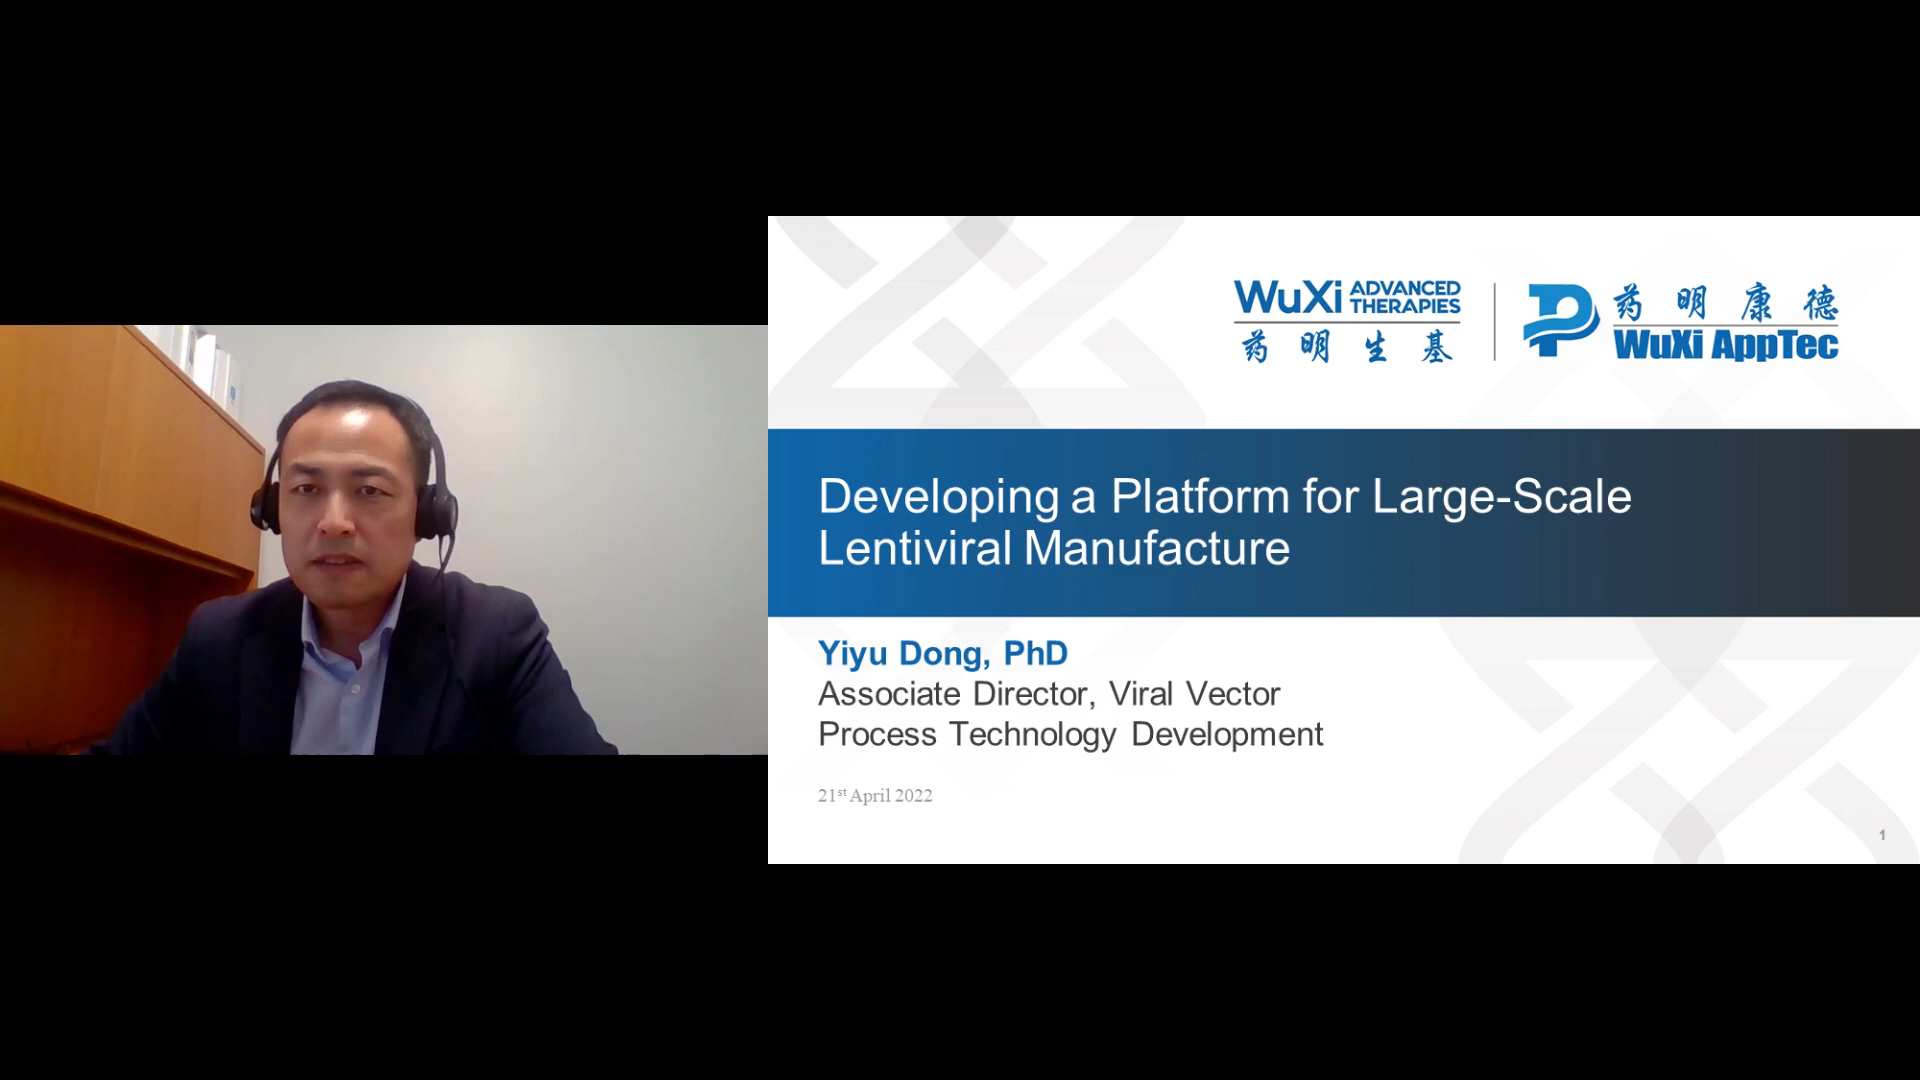 WuXi ADVANCED THERAPIES
药明生基
药明康德
WuXi AppTec
Developing a Platform for Large-Scale
Lentiviral Manufacture
Yiyu Dong, PhD
Associate Director, Viral Vector
Process Technology Development
21st April 2022
1